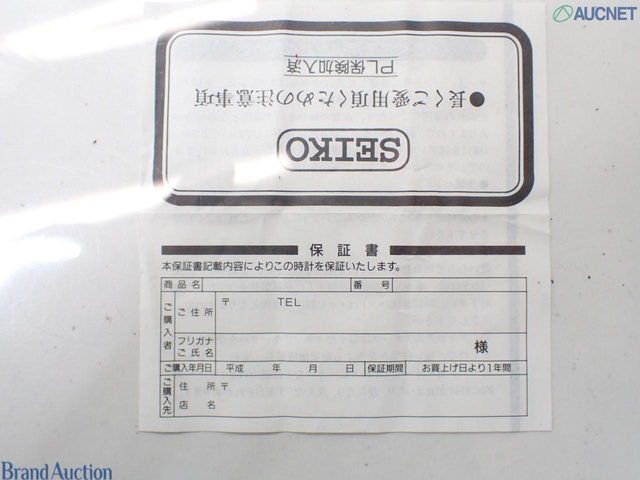 AUCNET
SEIKO
●長くご愛用頂くための注意事項
PL保険加入済
保証書
本保証書記載内容によりこの時計を保証いたします。
商品名 番号
ご購入者 ご住所 〒 TEL
フリガナ
ご氏名 様
ご購入年月日 平成 年 月 日 保証期間 お買上げ日より1年間
ご購入先 住所 〒
店名
Brand Auction